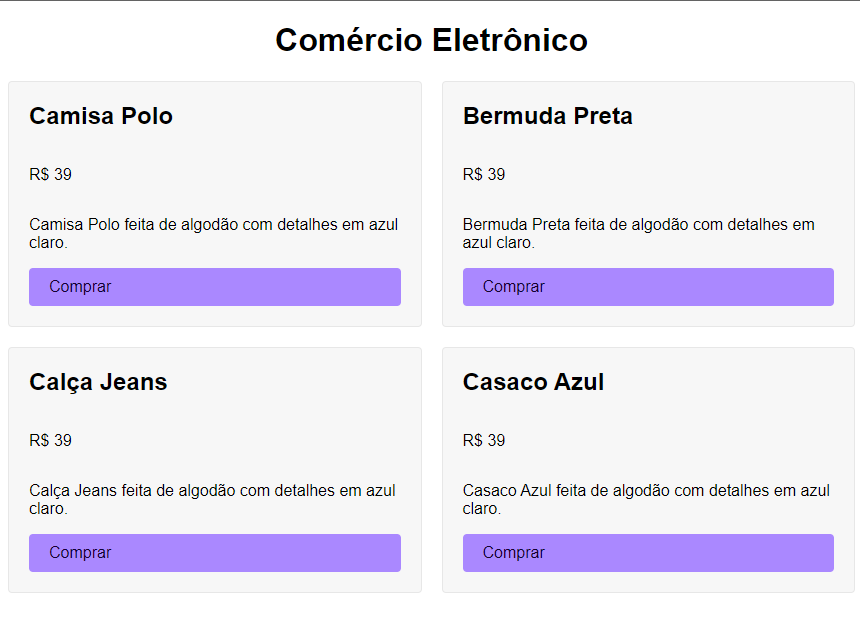 Comércio Eletrônico
Camisa Polo
R$ 39
Camisa Polo feita de algodão com detalhes em azul
claro.
Comprar
Bermuda Preta
R$ 39
Bermuda Preta feita de algodão com detalhes em
azul claro.
Comprar
Calça Jeans
R$ 39
Calça Jeans feita de algodão com detalhes em azul
claro.
Comprar
Casaco Azul
R$ 39
Casaco Azul feita de algodão com detalhes em azul
claro.
Comprar